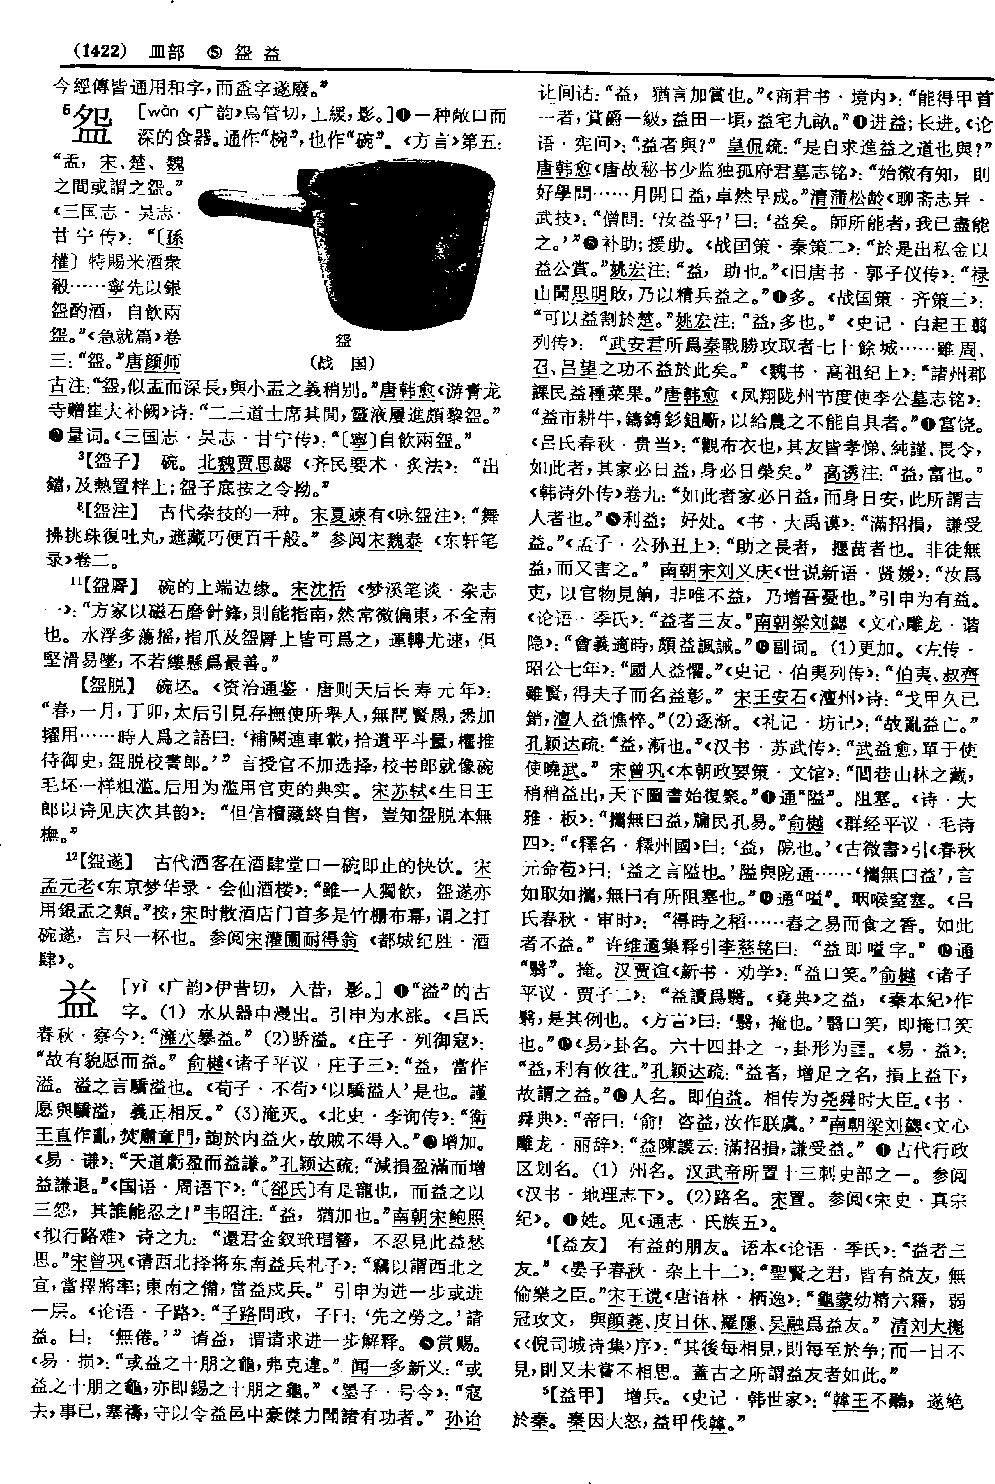 (1422) 皿部 ⑤ 盌 益
今經傳皆通用和字，而盉字遂廢。”
⁵盌 [wǎn《广韵》烏管切，上緩，影。]❶一种敞口而
深的食器。通作“椀”，也作“碗”。《方言》第五：
“盂，宋、楚、魏
之間或謂之盌。”
《三国志·吴志·
甘宁传》：“〔孫
權〕特賜米酒衆
殽……寧先以銀
盌酌酒，自飲兩
盌。”《急就篇》卷
三：“盌。”唐颜师
盌
(战 国)
古注：“盌，似盂而深長，與小盂之義稍别。”唐韩愈《游青龙
寺赠崔大补阙》诗：“二三道士席其間，靈液屢進頗黎盌。”
❷量词。《三国志·吴志·甘宁传》：“〔寧〕自飲兩盌。”
³【盌子】 碗。北魏贾思勰《齐民要术·炙法》：“出
鐺，及熱置柈上；盌子底按之令拗。”
⁸【盌注】 古代杂技的一种。宋夏竦有《咏盌注》：“舞
拂挑珠復吐丸，遮藏巧便百千般。”参阅宋魏泰《东轩笔
录》卷二。
¹¹【盌脣】 碗的上端边缘。宋沈括《梦溪笔谈·杂志
一》：“方家以磁石磨針鋒，則能指南，然常微偏東，不全南
也。水浮多蕩摇，指爪及盌脣上皆可爲之，運轉尤速，但
堅滑易墜，不若縷懸爲最善。”
【盌脱】 碗坯。《资治通鉴·唐则天后长寿元年》：
“春，一月，丁卯，太后引見存撫使所舉人，無問賢愚，悉加
擢用……時人爲之語曰：‘補闕連車載，拾遺平斗量，欋推
侍御史，盌脱校書郎。’”言授官不加选择，校书郎就像碗
毛坯一样粗滥。后用为滥用官吏的典实。宋苏轼《生日王
郎以诗见庆次其韵》：“但信櫝藏終自售，豈知盌脱本無
橅。”
¹²【盌遂】 古代酒客在酒肆堂口一碗即止的快饮。宋
孟元老《东京梦华录·会仙酒楼》：“雖一人獨飲，盌遂亦
用銀盂之類。”按，宋时散酒店门首多是竹栅布幕，谓之打
碗遂，言只一杯也。参阅宋灌圃耐得翁《都城纪胜·酒
肆》。
益 [yì《广韵》伊昔切，入昔，影。]❶“溢”的古
字。(1) 水从器中漫出。引申为水涨。《吕氏
春秋·察今》：“澭水暴益。”(2)骄溢。《庄子·列御寇》：
“故有貌愿而益。”俞樾《诸子平议·庄子三》：“益，當作
溢。溢之言驕溢也。《荀子·不苟》‘以驕溢人’是也。謹
愿與驕溢，義正相反。”(3)淹灭。《北史·李询传》：“衛
王直作亂，焚肅章門，詢於内益火，故賊不得入。”❷增加。
《易·谦》：“天道虧盈而益謙。”孔颖达疏：“減損盈滿而增
益謙退。”《国语·周语下》：“〔郤氏〕有是寵也，而益之以
三怨，其誰能忍之！”韦昭注：“益，猶加也。”南朝宋鲍照
《拟行路难》诗之九：“還君金釵玳瑁簪，不忍見此益愁
思。”宋曾巩《请西北择将东南益兵札子》：“竊以謂西北之
宜，當擇將率；東南之備，當益戍兵。”引申为进一步或进
一层。《论语·子路》：“子路問政，子曰：‘先之勞之。’請
益。曰：‘無倦。’”请益，谓请求进一步解释。❸赏赐。
《易·损》：“或益之十朋之龜，弗克違。”闻一多新义：“或
益之十朋之龜，亦即錫之十朋之龜。”《墨子·号令》：“寇
去，事已，塞禱，守以令益邑中豪傑力鬭諸有功者。”孙诒
让间诂：“益，猶言加賞也。”《商君书·境内》：“能得甲首
一者，賞爵一級，益田一頃，益宅九畝。”❹进益；长进。《论
语·宪问》：“益者與？”皇侃疏：“是自求進益之道也與？”
唐韩愈《唐故秘书少监独孤府君墓志铭》：“始微有知，則
好學問……月開日益，卓然早成。”清蒲松龄《聊斋志异·
武技》：“僧問：‘汝益乎？’曰：‘益矣。師所能者，我已盡能
之。’”❺补助；援助。《战国策·秦策二》：“於是出私金以
益公賞。”姚宏注：“益，助也。”《旧唐书·郭子仪传》：“禄
山聞思明敗，乃以精兵益之。”❻多。《战国策·齐策三》：
“可以益割於楚。”姚宏注：“益，多也。”《史记·白起王翦
列传》：“武安君所爲秦戰勝攻取者七十餘城……雖周、
召、吕望之功不益於此矣。”《魏书·高祖纪上》：“諸州郡
課民益種菜果。”唐韩愈《凤翔陇州节度使李公墓志铭》：
“益市耕牛，鑄鎛釤鉏斸，以給農之不能自具者。”❼富饶。
《吕氏春秋·贵当》：“觀布衣也，其友皆孝悌、純謹、畏令，
如此者，其家必日益，身必日榮矣。”高诱注：“益，富也。”
《韩诗外传》卷九：“如此者家必日益，而身日安，此所謂吉
人者也。”❽利益；好处。《书·大禹谟》：“滿招損，謙受
益。”《孟子·公孙丑上》：“助之長者，揠苗者也。非徒無
益，而又害之。”南朝宋刘义庆《世说新语·贤媛》：“汝爲
吏，以官物見餉，非唯不益，乃增吾憂也。”引申为有益。
《论语·季氏》：“益者三友。”南朝梁刘勰《文心雕龙·谐
隐》：“會義適時，頗益諷誡。”❾副词。(1)更加。《左传·
昭公七年》：“國人益懼。”《史记·伯夷列传》：“伯夷、叔齊
雖賢，得夫子而名益彰。”宋王安石《澶州》诗：“戈甲久已
銷，澶人益憔悴。”(2)逐渐。《礼记·坊记》：“故亂益亡。”
孔颖达疏：“益，漸也。”《汉书·苏武传》：“武益愈，單于使
使曉武。”宋曾巩《本朝政要策·文馆》：“閭巷山林之藏，
稍稍益出，天下圖書始復聚。”❿通“隘”。阻塞。《诗·大
雅·板》：“攜無曰益，牖民孔易。”俞樾《群经平议·毛诗
四》：“《釋名·釋州國》曰：‘益，阸也。’《古微書》引《春秋
元命苞》曰：‘益之言隘也。’隘與阸通……‘攜無曰益’，言
如取如攜，無曰有所阻塞也。”⓫通“嗌”。咽喉窒塞。《吕
氏春秋·审时》：“得時之稻……舂之易而食之香。如此
者不益。”许维遹集释引李慈铭曰：“益即嗌字。”⓬通
“翳”。掩。汉贾谊《新书·劝学》：“益口笑。”俞樾《诸子
平议·贾子二》：“益讀爲翳。《堯典》之益，《秦本紀》作
翳，是其例也。《方言》曰：‘翳，掩也。’翳口笑，即掩口笑
也。”⓭《易》卦名。六十四卦之一，卦形为䷩。《易·益》：
“益，利有攸往。”孔颖达疏：“益者，增足之名，損上益下，
故謂之益。”⓮人名。即伯益。相传为尧舜时大臣。《书·
舜典》：“帝曰：‘俞！咨益，汝作朕虞。’”南朝梁刘勰《文心
雕龙·丽辞》：“益陳謨云：滿招損，謙受益。”⓯古代行政
区划名。(1) 州名。汉武帝所置十三刺史部之一。参阅
《汉书·地理志下》。(2)路名。宋置。参阅《宋史·真宗
纪》。⓰姓。见《通志·氏族五》。
⁴【益友】 有益的朋友。语本《论语·季氏》：“益者三
友。”《晏子春秋·杂上十二》：“聖賢之君，皆有益友，無
偷樂之臣。”宋王谠《唐语林·栖逸》：“龜蒙幼精六籍，弱
冠攻文，與顔蕘、皮日休、羅隱、吴融爲益友。”清刘大櫆
《〈倪司城诗集〉序》：“其後每相見，則每至於争；而一日不
見，則又未嘗不相思。蓋古之所謂益友者如此。”
⁵【益甲】 增兵。《史记·韩世家》：“韓王不聽，遂絶
於秦。秦因大怒，益甲伐韓。”